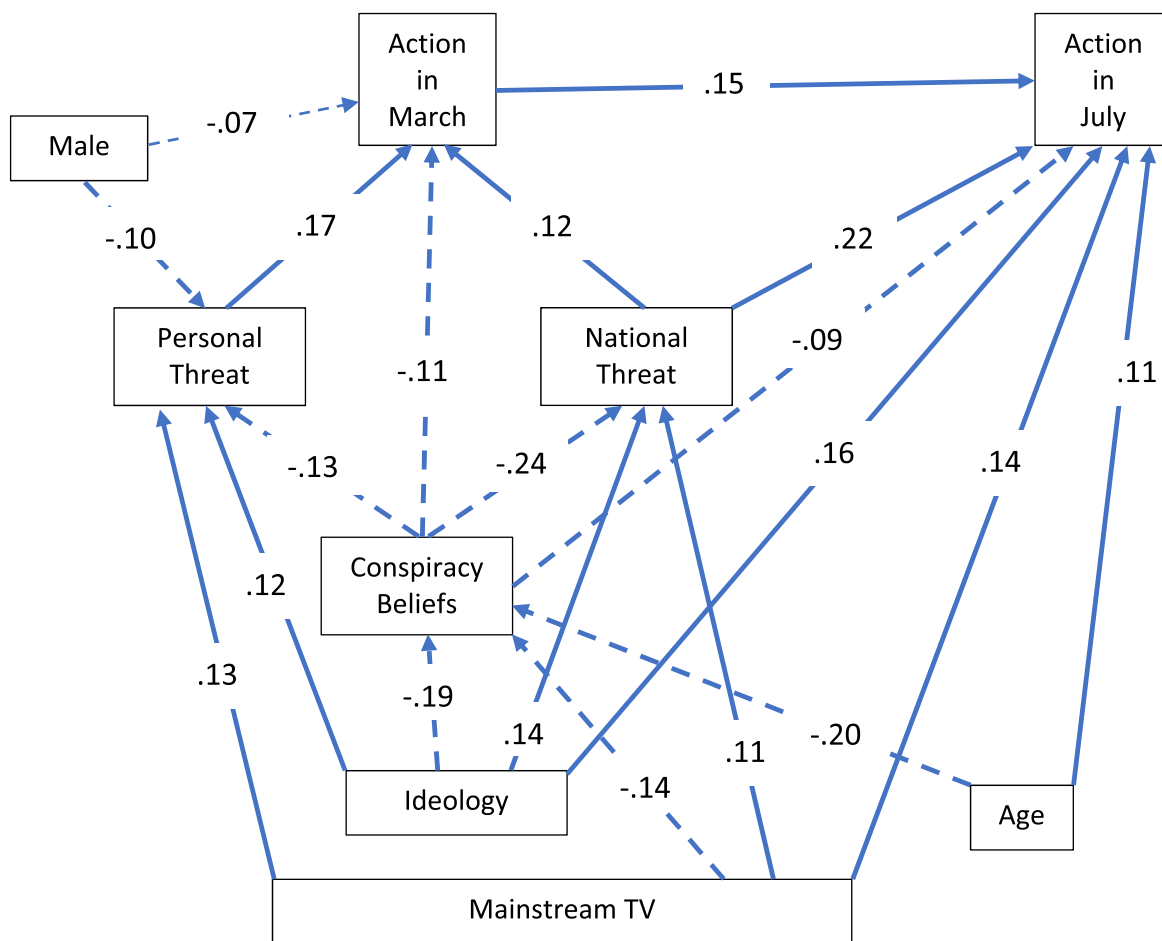 Action
in
March
Action
in
July
.15
-.07
Male
-.10
.17
.12
.22
Personal
Threat
National
Threat
-.09
-.11
.11
-.13
-.24
.16
.14
Conspiracy
Beliefs
.12
.13
-.19
.14
.11
-.20
-.14
Ideology
Age
Mainstream TV